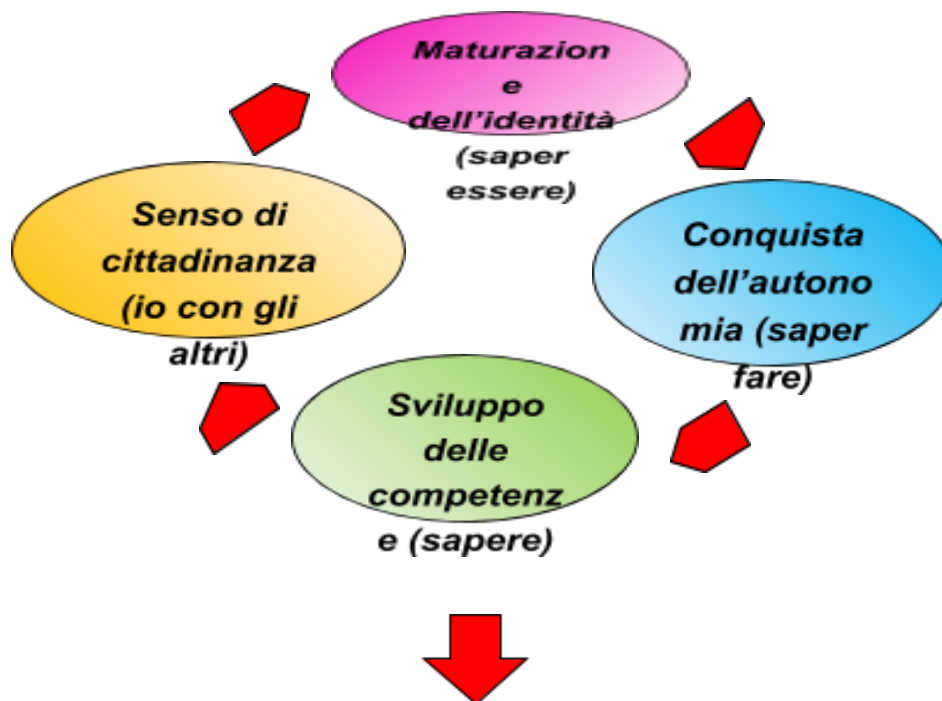 Maturazion
e
dell'identità
(saper
essere)
Senso di
cittadinanza
(io con gli
altri)
Conquista
dell'autono
mia (saper
fare)
Sviluppo
delle
competenz
e (sapere)